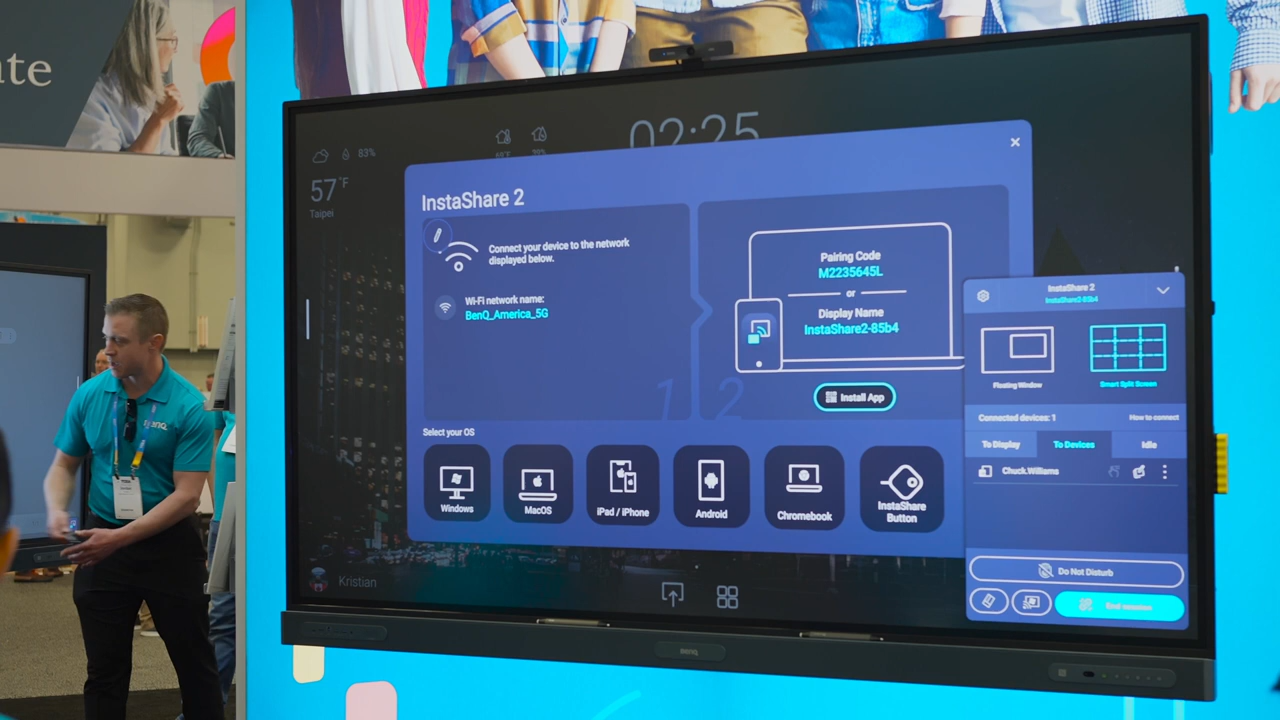 ate
83%
02:25
57°F
Taipei
InstaShare 2
Connect your device to the network
displayed below.
Wi-Fi network name:
BenQ_America_5G
1
2
Pairing Code
M2235645L
or
Display Name
InstaShare2-85b4
Install App
Select your OS
Windows
MacOS
iPad / iPhone
Android
Chromebook
InstaShare
Button
InstaShare 2
InstaShare2-85b4
Floating Window
Smart Split Screen
Connected devices: 1
How to connect
To Display
To Devices
Idle
Chuck.Williams
Do Not Disturb
End session
Kristian
BenQ
BenQ